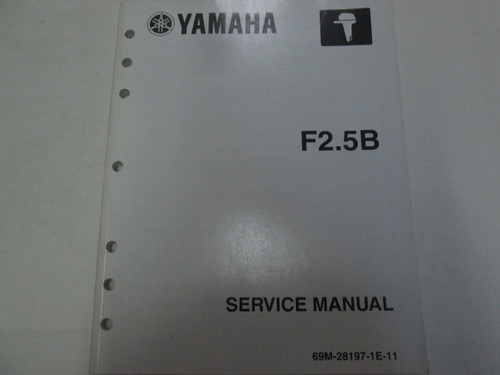 YAMAHA
F2.5B
SERVICE MANUAL
69M-28197-1E-11